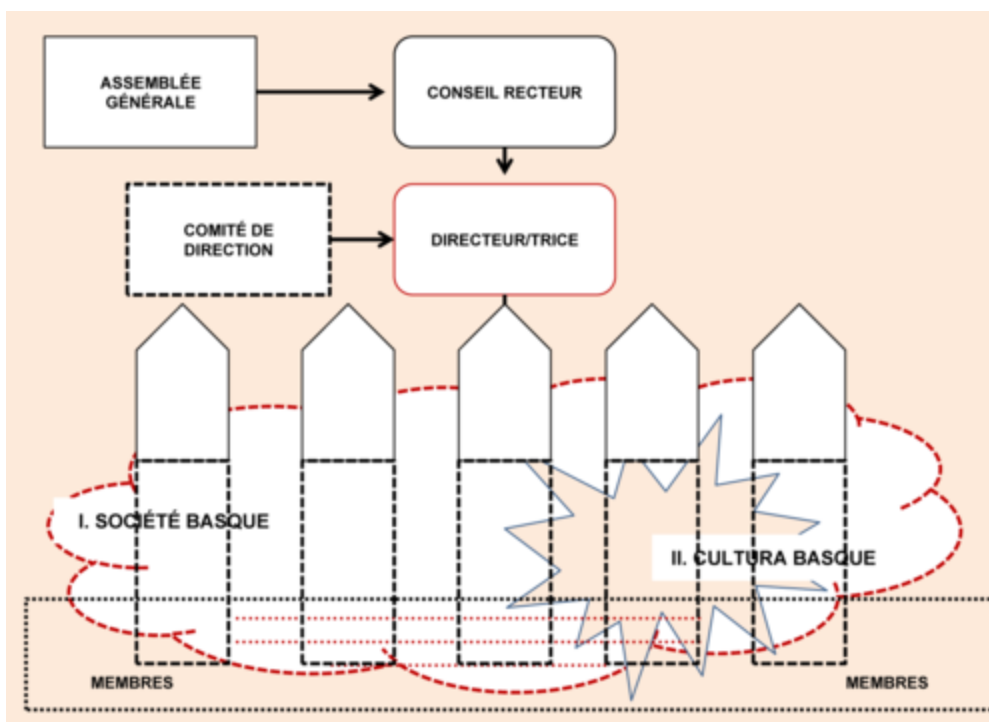 ASSEMBLÉE
GÉNÉRALE
CONSEIL RECTEUR
COMITÉ DE
DIRECTION
DIRECTEUR/TRICE
I. SOCIÉTÉ BASQUE
II. CULTURA BASQUE
MEMBRES
MEMBRES